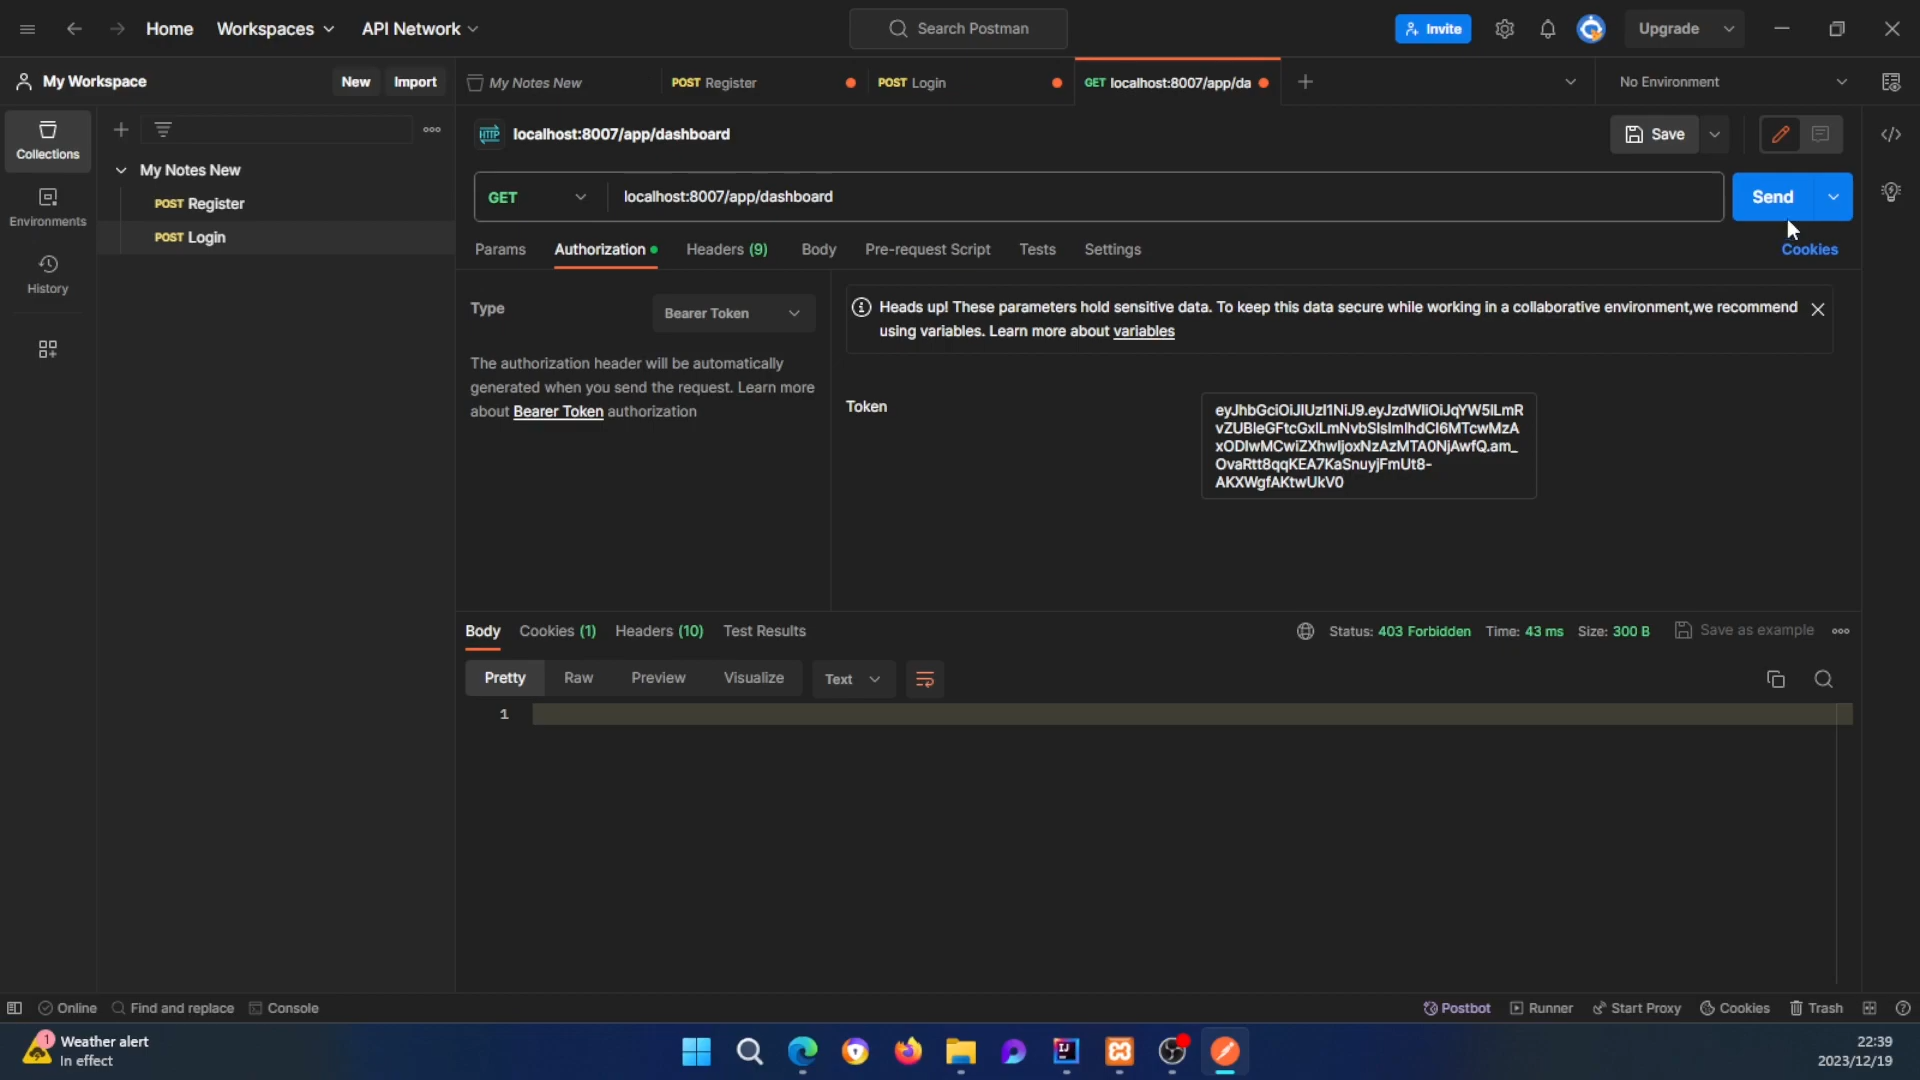 Home
Workspaces
API Network
Search Postman
Invite
Upgrade
My Workspace
New
Import
My Notes New
POST Register
POST Login
GET localhost:8007/app/da
No Environment
Collections
Environments
History
My Notes New
POST Register
POST Login
HTTP localhost:8007/app/dashboard
Save
GET
localhost:8007/app/dashboard
Send
Params
Authorization
Headers (9)
Body
Pre-request Script
Tests
Settings
Cookies
Type
Bearer Token
The authorization header will be automatically
generated when you send the request. Learn more
about Bearer Token authorization
Heads up! These parameters hold sensitive data. To keep this data secure while working in a collaborative environment,we recommend
using variables. Learn more about variables
Token
eyJhbGciOiJIUzI1NiJ9.eyJzdWIiOiJqYW5lLmR
vZUBleGFtcGxlLmNvbSIsImlhdCI6MTcwMzA
xODIwMCwiZXhwIjoxNzAzMTA0NjAwfQ.am_
OvaRtt8qqKEA7KaSnuyjFmUt8-
AKXWgfAKtwUkV0
Body
Cookies (1)
Headers (10)
Test Results
Status: 403 Forbidden
Time: 43 ms
Size: 300 B
Save as example
Pretty
Raw
Preview
Visualize
Text
1
Online
Find and replace
Console
Postbot
Runner
Start Proxy
Cookies
Trash
1
Weather alert
In effect
22:39
2023/12/19